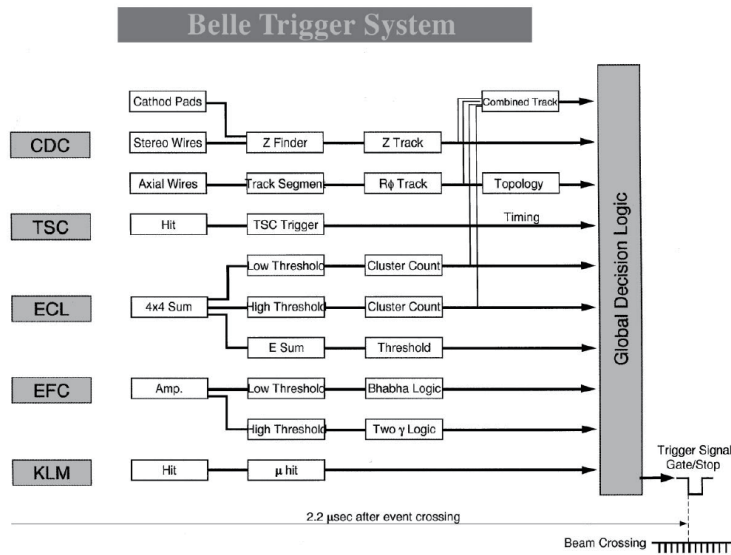 Belle Trigger System
Cathod Pads
Combined Track
CDC
Stereo Wires
Z Finder
Z Track
Axial Wires
Track Segmen
Rϕ Track
Topology
TSC
Hit
TSC Trigger
Timing
Low Threshold
Cluster Count
ECL
4x4 Sum
High Threshold
Cluster Count
E Sum
Threshold
EFC
Amp.
Low Threshold
Bhabha Logic
High Threshold
Two γ Logic
KLM
Hit
μ hit
Global Decision Logic
Trigger Signal
Gate/Stop
2.2 μsec after event crossing
Beam Crossing